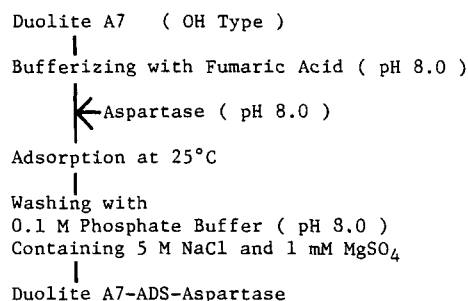 Duolite A7 ( OH Type )
Bufferizing with Fumaric Acid ( pH 8.0 )
Aspartase ( pH 8.0 )
Adsorption at 25°C
Washing with
0.1 M Phosphate Buffer ( pH 8.0 )
Containing 5 M NaCl and 1 mM MgSO₄
Duolite A7-ADS-Aspartase